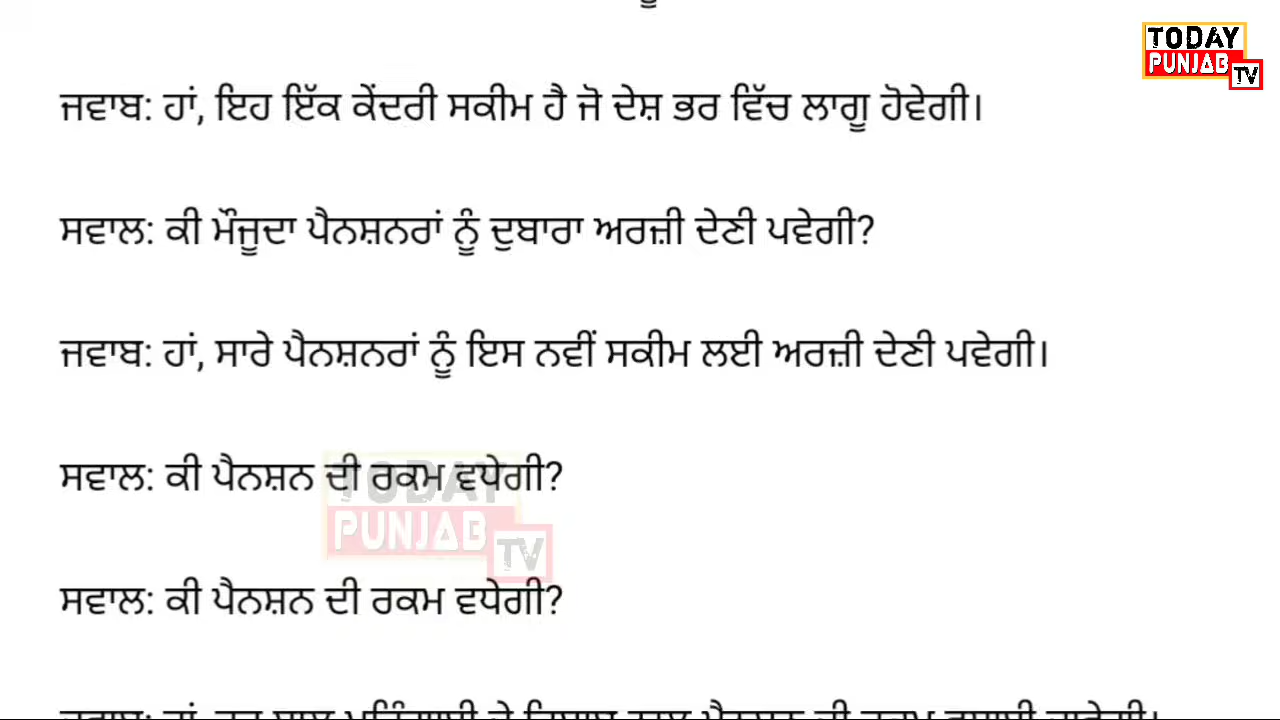 TODAY
PUNJAB
TV
ਜਵਾਬ: ਹਾਂ, ਇਹ ਇੱਕ ਕੇਂਦਰੀ ਸਕੀਮ ਹੈ ਜੋ ਦੇਸ਼ ਭਰ ਵਿੱਚ ਲਾਗੂ ਹੋਵੇਗੀ।
ਸਵਾਲ: ਕੀ ਮੌਜੂਦਾ ਪੈਨਸ਼ਨਰਾਂ ਨੂੰ ਦੁਬਾਰਾ ਅਰਜ਼ੀ ਦੇਣੀ ਪਵੇਗੀ?
ਜਵਾਬ: ਹਾਂ, ਸਾਰੇ ਪੈਨਸ਼ਨਰਾਂ ਨੂੰ ਇਸ ਨਵੀਂ ਸਕੀਮ ਲਈ ਅਰਜ਼ੀ ਦੇਣੀ ਪਵੇਗੀ।
ਸਵਾਲ: ਕੀ ਪੈਨਸ਼ਨ ਦੀ ਰਕਮ ਵਧੇਗੀ?
TODAY
PUNJAB
TV
ਸਵਾਲ: ਕੀ ਪੈਨਸ਼ਨ ਦੀ ਰਕਮ ਵਧੇਗੀ?